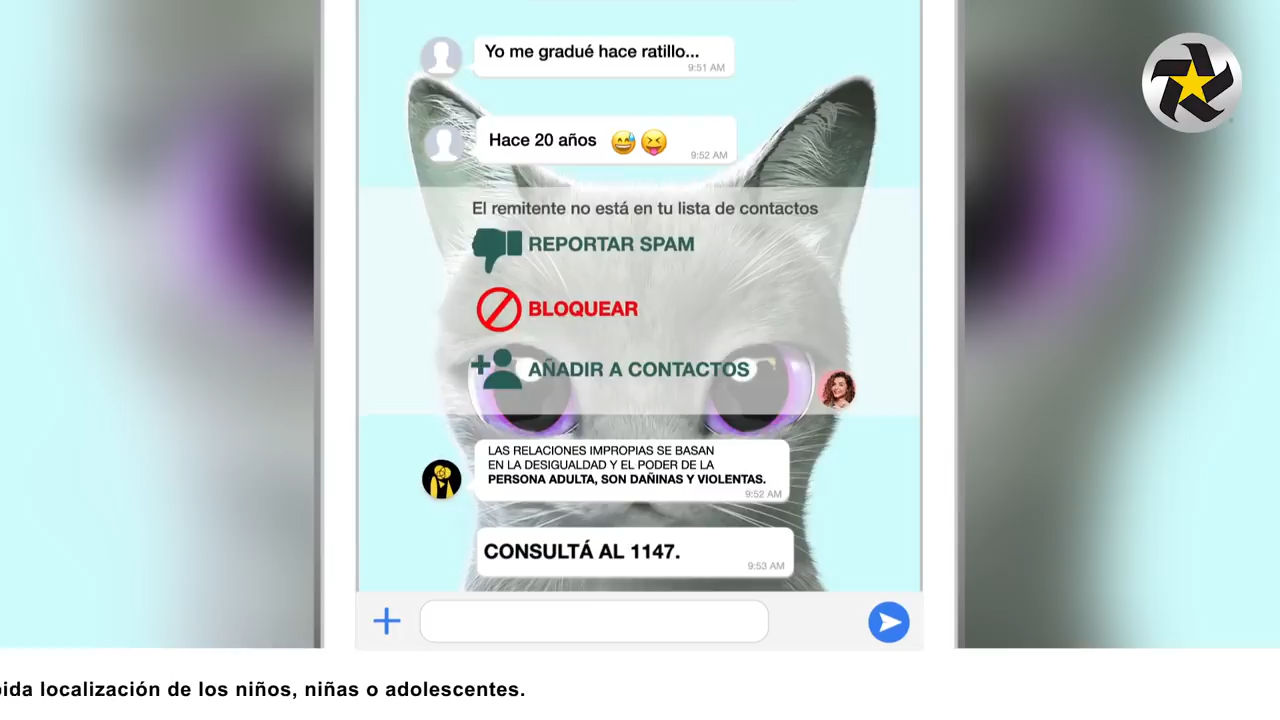 Yo me gradué hace ratillo...
9:51 AM
Hace 20 años 😅😝
9:52 AM
El remitente no está en tu lista de contactos
REPORTAR SPAM
BLOQUEAR
AÑADIR A CONTACTOS
LAS RELACIONES IMPROPIAS SE BASAN
EN LA DESIGUALDAD Y EL PODER DE LA
PERSONA ADULTA, SON DAÑINAS Y VIOLENTAS.
9:52 AM
CONSULTÁ AL 1147.
9:53 AM
localización de los niños, niñas o adolescentes.